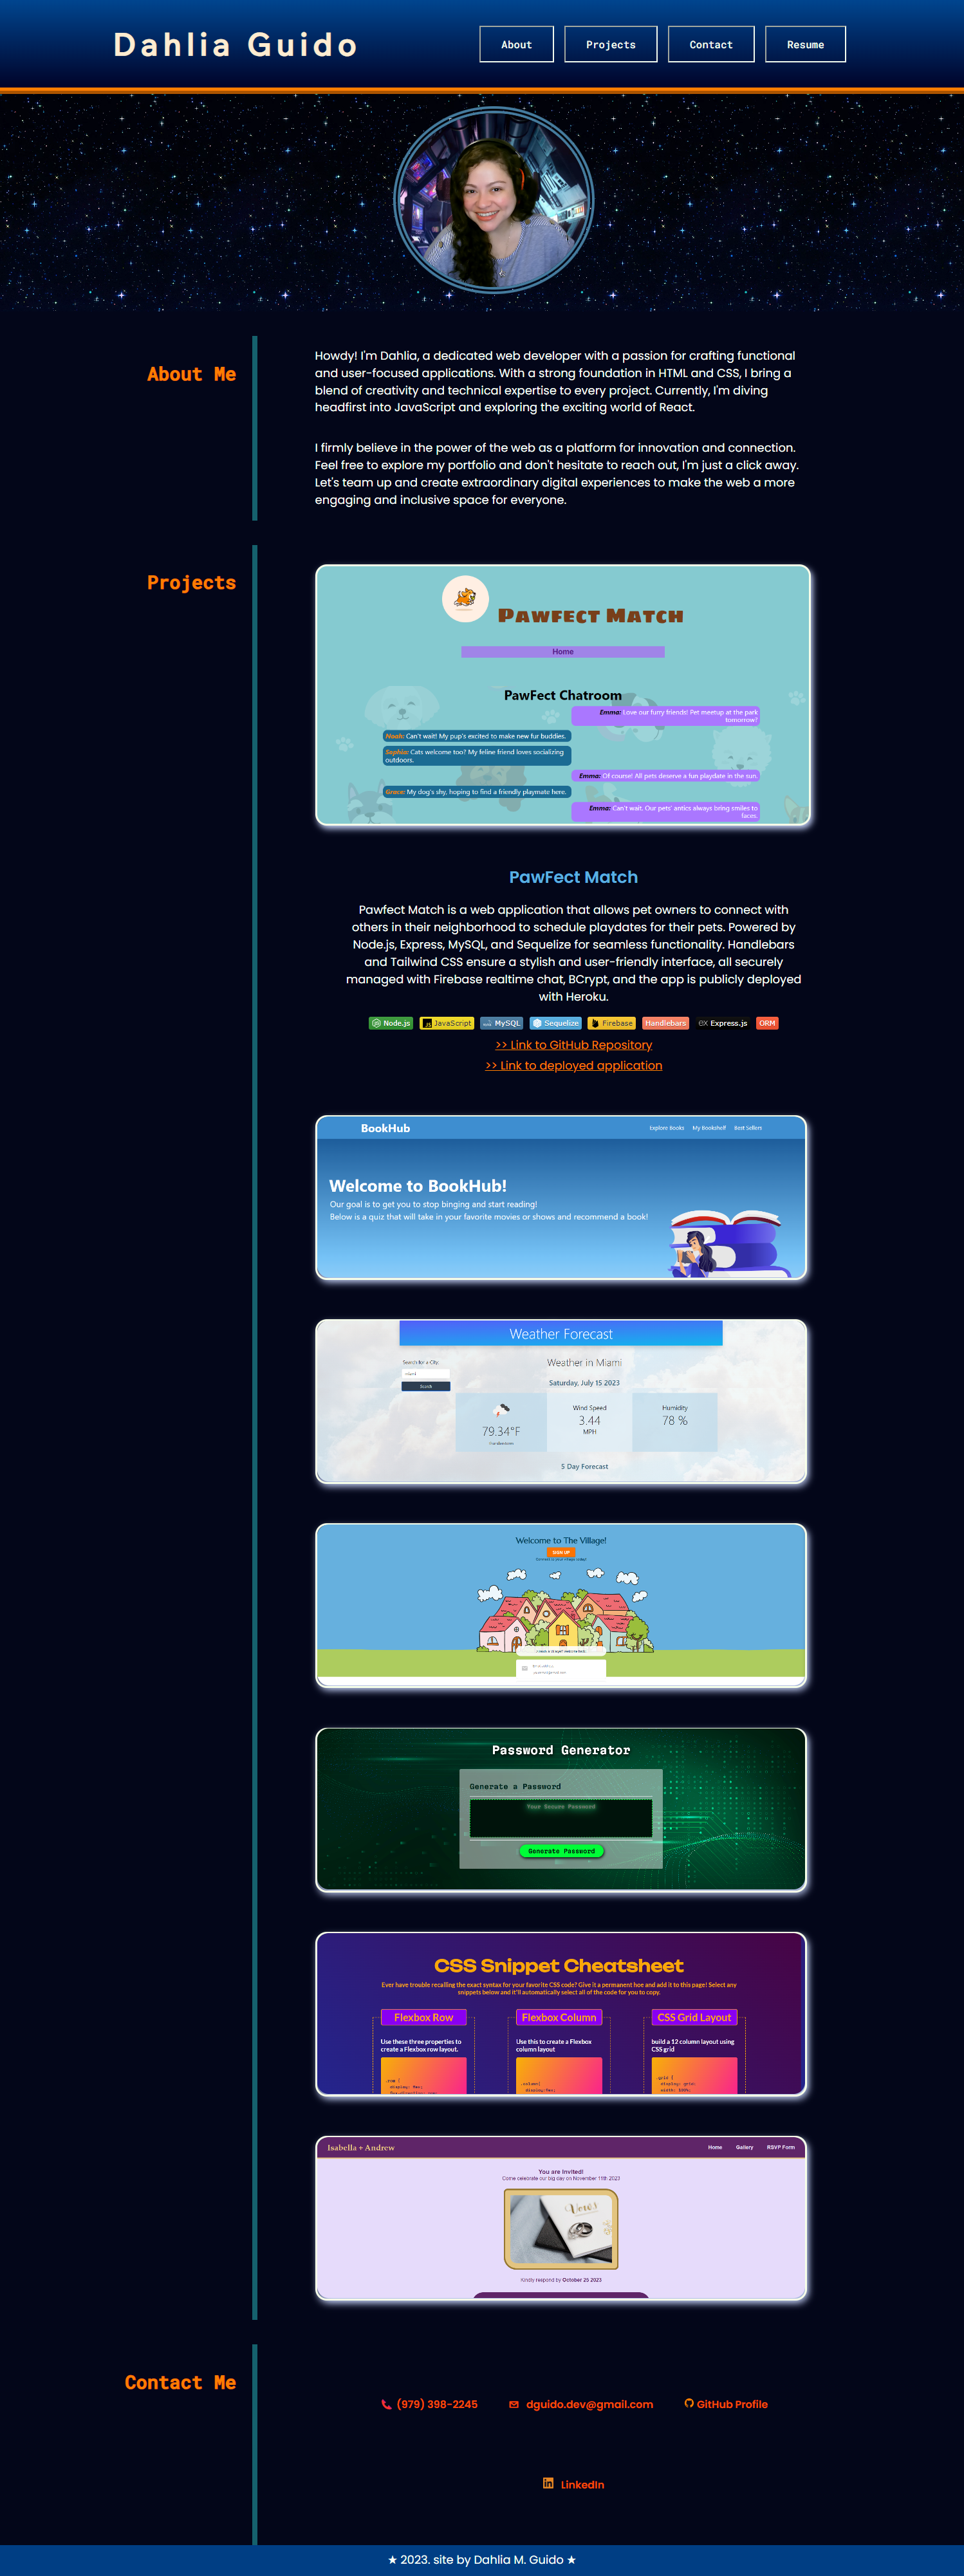 Dahlia Guido
About
Projects
Contact
Resume
About Me
Howdy! I'm Dahlia, a dedicated web developer with a passion for crafting functional
and user-focused applications. With a strong foundation in HTML and CSS, I bring a
blend of creativity and technical expertise to every project. Currently, I'm diving
headfirst into JavaScript and exploring the exciting world of React.
I firmly believe in the power of the web as a platform for innovation and connection.
Feel free to explore my portfolio and don't hesitate to reach out, I'm just a click away.
Let's team up and create extraordinary digital experiences to make the web a more
engaging and inclusive space for everyone.
Projects
Pawfect Match
Home
PawFect Chatroom
Emma: Love our furry friends! Pet meetup at the park
tomorrow?
Noah: Can't wait! My pup's excited to make new fur buddies.
Sophia: Cats welcome too? My feline friend loves socializing
outdoors.
Emma: Of course! All pets deserve a fun playdate in the sun.
Grace: My dog's shy, hoping to find a friendly playmate here.
Emma: Can't wait. Our pets' antics always bring smiles to
faces.
PawFect Match
Pawfect Match is a web application that allows pet owners to connect with
others in their neighborhood to schedule playdates for their pets. Powered by
Node.js, Express, MySQL, and Sequelize for seamless functionality. Handlebars
and Tailwind CSS ensure a stylish and user-friendly interface, all securely
managed with Firebase realtime chat, BCrypt, and the app is publicly deployed
with Heroku.
Node.js JavaScript MySQL Sequelize Firebase Handlebars ex Express.js ORM
>> Link to GitHub Repository
>> Link to deployed application
BookHub
Explore Books My Bookshelf Best Sellers
Welcome to BookHub!
Our goal is to get you to stop binging and start reading!
Below is a quiz that will take in your favorite movies or shows and recommend a book!
Weather Forecast
Search for a City:
miami
Search
Weather in Miami
Saturday, July 15 2023
79.34°F
Wind Speed
3.44
MPH
Humidity
78 %
5 Day Forecast
Welcome to The Village!
SIGN UP
Password Generator
Generate a Password
Your Secure Password
Generate Password
CSS Snippet Cheatsheet
Ever have trouble recalling the exact syntax for your favorite CSS code? Give it a permanent hoe and add it to this page! Select any
snippets below and it'll automatically select all of the code for you to copy.
Flexbox Row
Use these three properties to
create a Flexbox row layout.
.row {
display: flex;
Flexbox Column
Use this to create a Flexbox
column layout
.column{
display:flex;
CSS Grid Layout
build a 12 column layout using
CSS grid
.grid {
display: grid;
width: 100%;
Isabella + Andrew
Home Gallery RSVP Form
You are Invited!
Come celebrate our big day on November 11th 2023
Kindly respond by October 25 2023
Contact Me
(979) 398-2245
dguido.dev@gmail.com
GitHub Profile
LinkedIn
★ 2023. site by Dahlia M. Guido ★